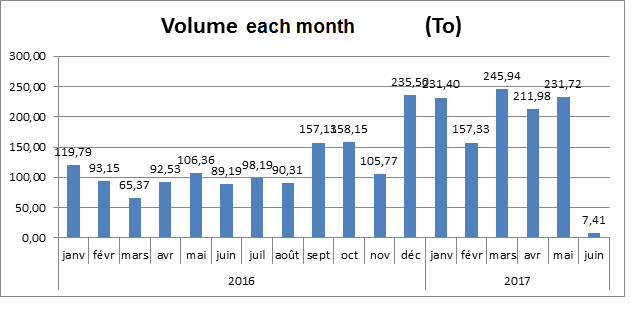 Volume each month (To)
300,00
250,00
200,00
150,00
100,00
50,00
0,00
119,79 93,15 65,37 92,53 106,36 89,19 98,19 90,31 157,13 158,15 105,77 235,50 231,40 157,33 245,94 211,98 231,72 7,41
janv févr mars avr mai juin juil août sept oct nov déc janv févr mars avr mai juin
2016 2017